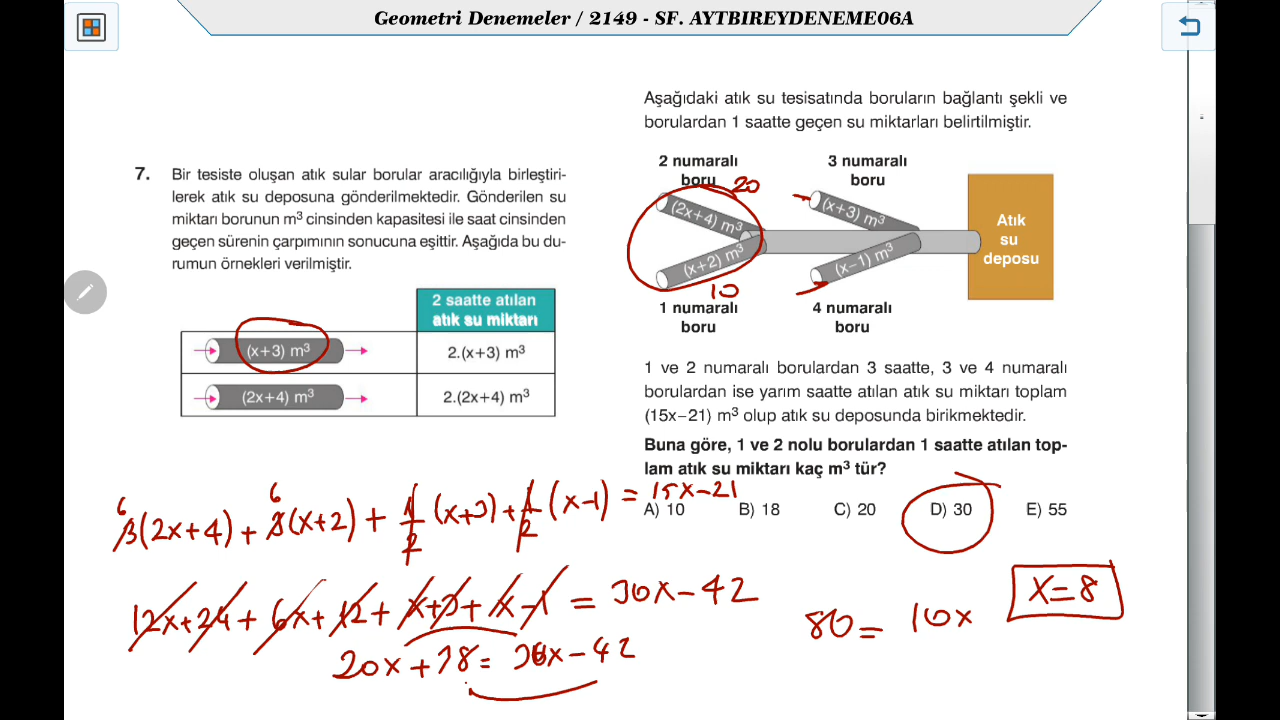 Geometri Denemeler / 2149 - SF. AYTBIREYDENEME06A
7. Bir tesiste oluşan atık sular borular aracılığıyla birleştiri-
lerek atık su deposuna gönderilmektedir. Gönderilen su
miktarı borunun m³ cinsinden kapasitesi ile saat cinsinden
geçen sürenin çarpımının sonucuna eşittir. Aşağıda bu du-
rumun örnekleri verilmiştir.
2 saatte atılan
atık su miktarı
(x+3) m³
2.(x+3) m³
(2x+4) m³
2.(2x+4) m³
Aşağıdaki atık su tesisatında boruların bağlantı şekli ve
borulardan 1 saatte geçen su miktarları belirtilmiştir.
2 numaralı
boru
20
3 numaralı
boru
(2x+4) m³
(x+3) m³
Atık
su
deposu
(x+2) m³
(x−1) m³
10
1 numaralı
boru
4 numaralı
boru
1 ve 2 numaralı borulardan 3 saatte, 3 ve 4 numaralı
borulardan ise yarım saatte atılan atık su miktarı toplam
(15x−21) m³ olup atık su deposunda birikmektedir.
Buna göre, 1 ve 2 nolu borulardan 1 saatte atılan top-
lam atık su miktarı kaç m³ tür?
A) 10 B) 18 C) 20 D) 30 E) 55
6 6
3(2x+4) + 3(x+2) + 1/2 (x+3) + 1/2 (x-1) = 15x-21
12x+24 + 6x+12 + x+3 + x-1 = 30x-42
20x+38 = 30x-42
80 = 10x
x=8